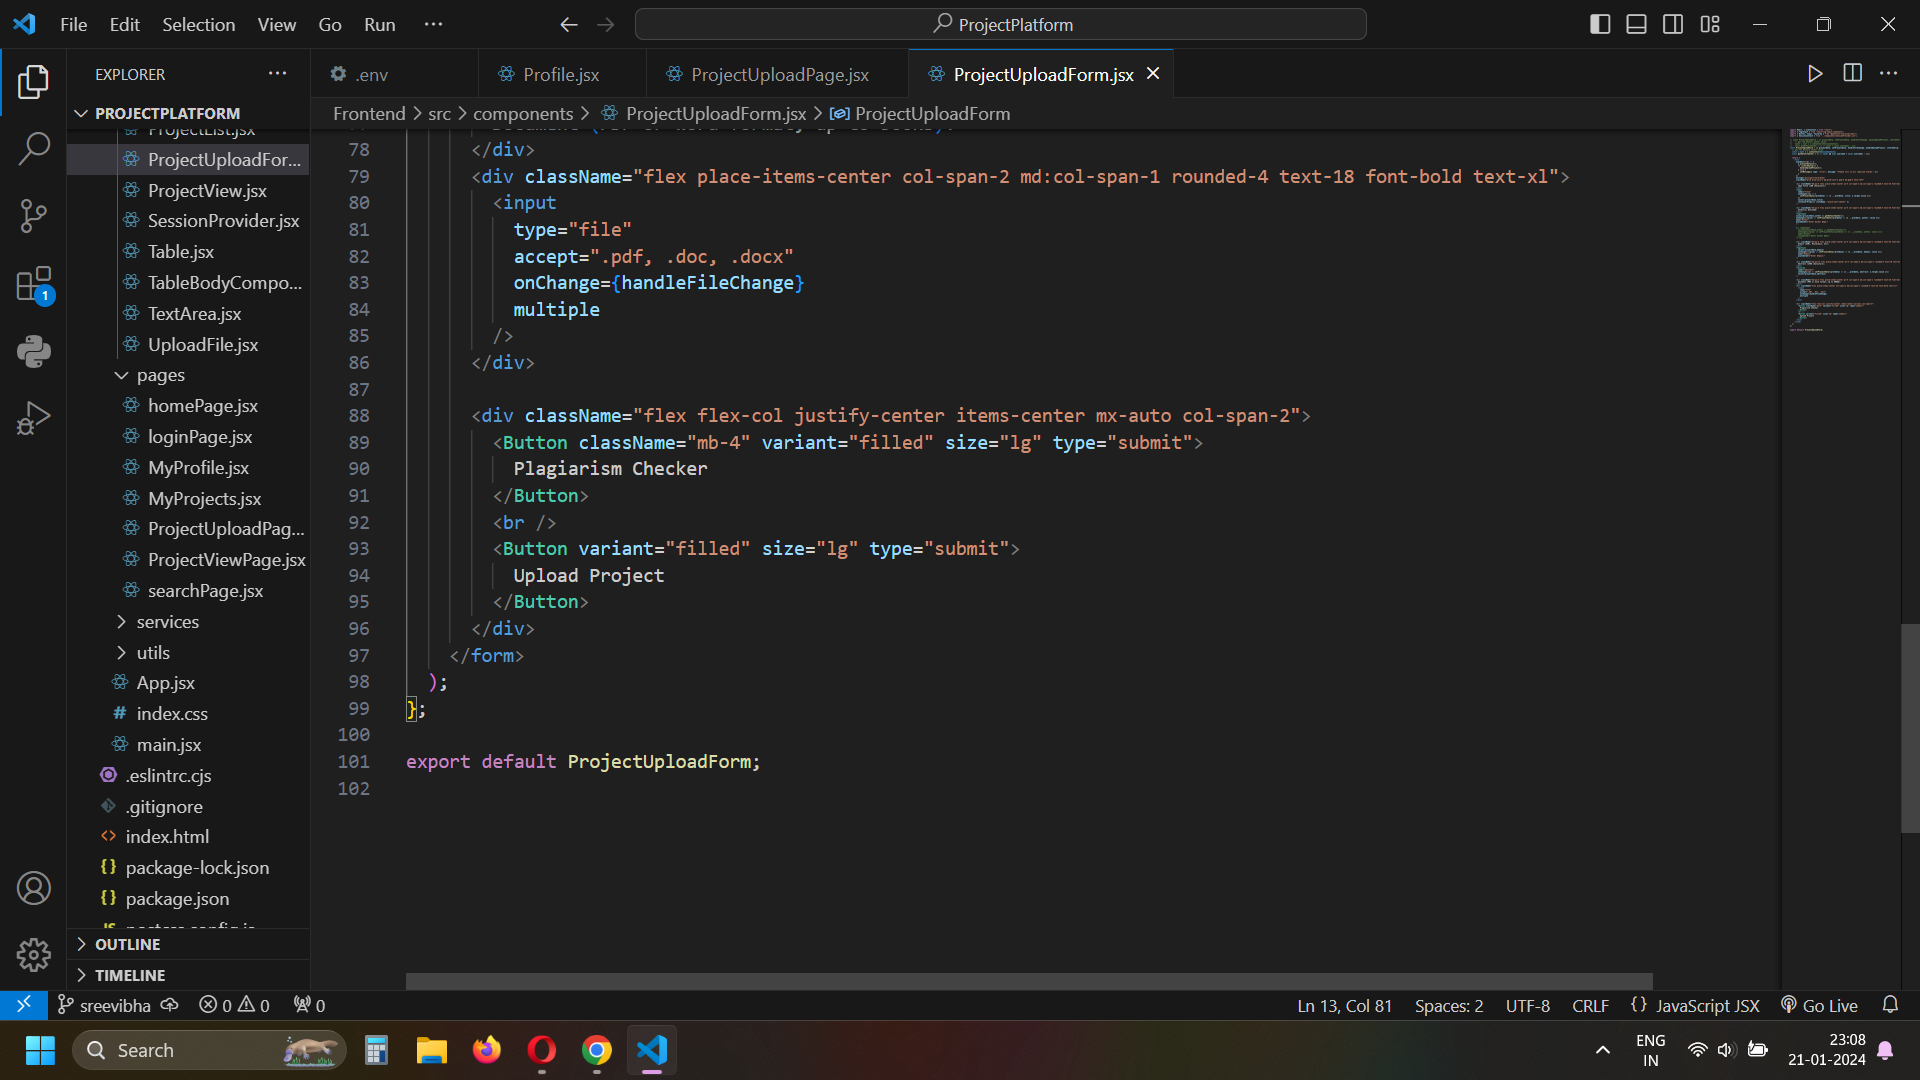 File Edit Selection View Go Run ...
ProjectPlatform
EXPLORER ...
.env Profile.jsx ProjectUploadPage.jsx ProjectUploadForm.jsx
PROJECTPLATFORM
Frontend > src > components > ProjectUploadForm.jsx > ProjectUploadForm
ProjectList.jsx
ProjectUploadFor...
ProjectView.jsx
SessionProvider.jsx
Table.jsx
TableBodyCompo...
TextArea.jsx
UploadFile.jsx
pages
homePage.jsx
loginPage.jsx
MyProfile.jsx
MyProjects.jsx
ProjectUploadPag...
ProjectViewPage.jsx
searchPage.jsx
services
utils
App.jsx
index.css
main.jsx
.eslintrc.cjs
.gitignore
index.html
package-lock.json
package.json
OUTLINE
TIMELINE
78 </div>
79 <div className="flex place-items-center col-span-2 md:col-span-1 rounded-4 text-18 font-bold text-xl">
80 <input
81 type="file"
82 accept=".pdf, .doc, .docx"
83 onChange={handleFileChange}
84 multiple
85 />
86 </div>
87
88 <div className="flex flex-col justify-center items-center mx-auto col-span-2">
89 <Button className="mb-4" variant="filled" size="lg" type="submit">
90 Plagiarism Checker
91 </Button>
92 <br />
93 <Button variant="filled" size="lg" type="submit">
94 Upload Project
95 </Button>
96 </div>
97 </form>
98 );
99 };
100
101 export default ProjectUploadForm;
102
1
sreevibha 0 0 0
Ln 13, Col 81 Spaces: 2 UTF-8 CRLF {} JavaScript JSX Go Live
Search
ENG
IN
23:08
21-01-2024